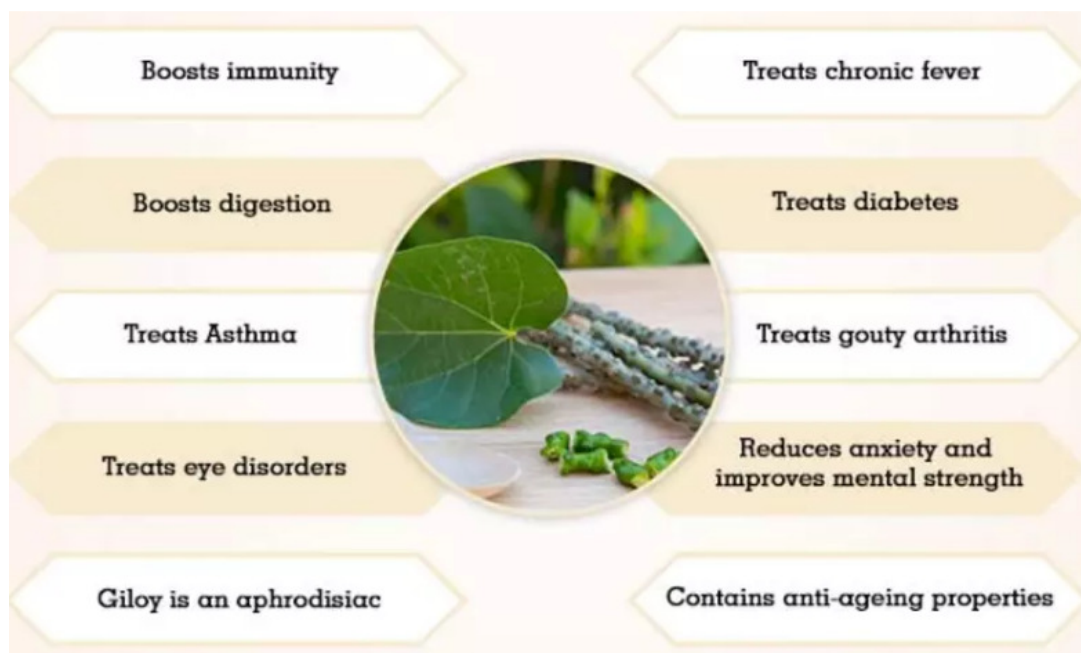 Boosts immunity
Treats chronic fever
Boosts digestion
Treats diabetes
Treats Asthma
Treats gouty arthritis
Treats eye disorders
Reduces anxiety and
improves mental strength
Giloy is an aphrodisiac
Contains anti-ageing properties